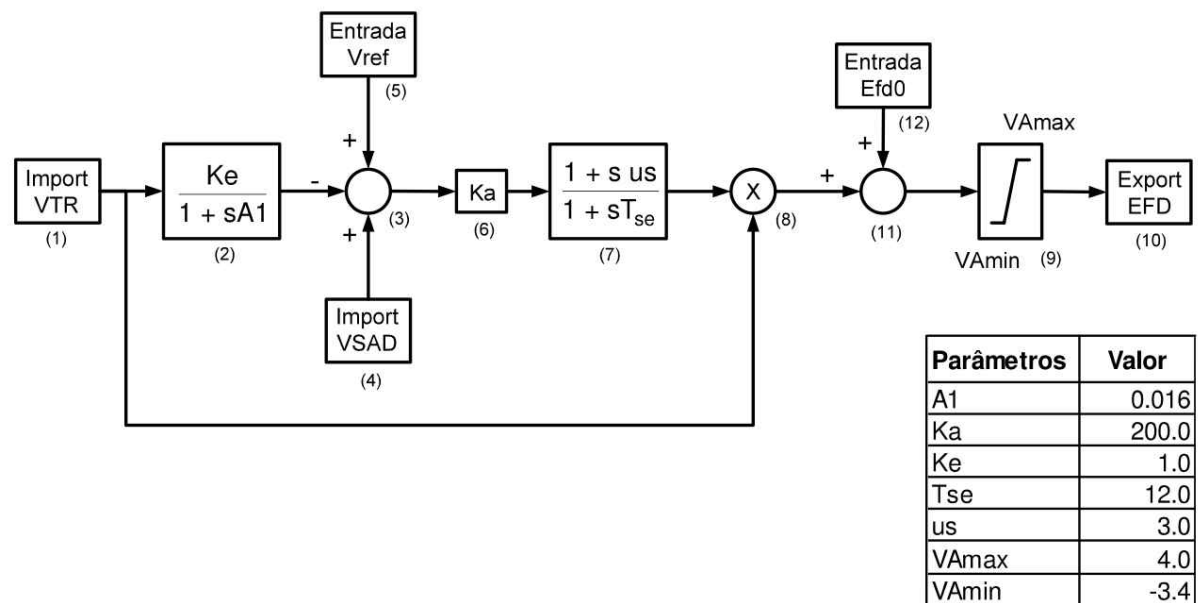 Entrada
Vref
(5)
+
Import
VTR
(1)
Ke
1 + sA1
(2)
-
(3)
+
Import
VSAD
(4)
Ka
(6)
1 + s us
1 + sTse
(7)
X
(8)
+
Entrada
Efd0
(12)
+
(11)
VAmax
VAmin
(9)
Export
EFD
(10)
Parâmetros Valor
A1 0.016
Ka 200.0
Ke 1.0
Tse 12.0
us 3.0
VAmax 4.0
VAmin -3.4